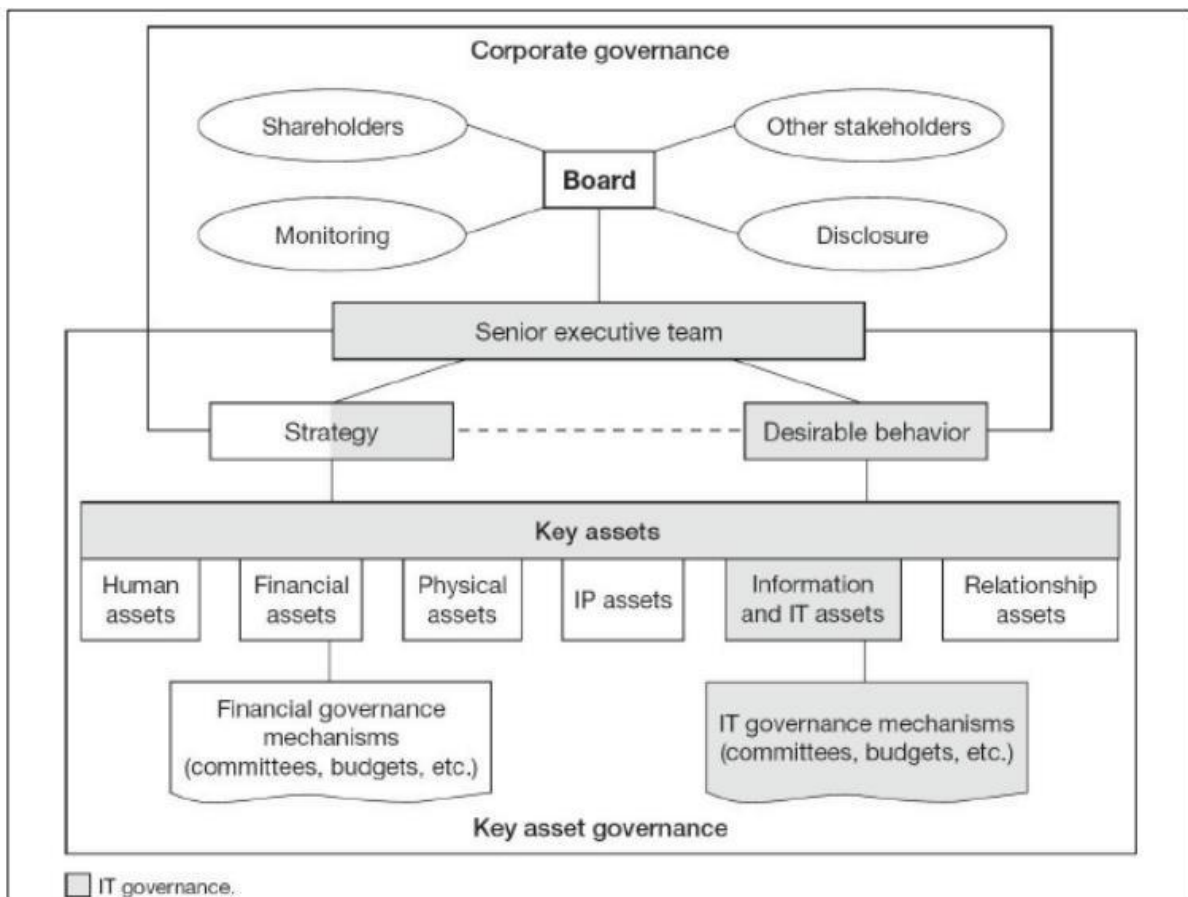 Corporate governance
Shareholders
Other stakeholders
Board
Monitoring
Disclosure
Senior executive team
Strategy
Desirable behavior
Key assets
Human
assets
Financial
assets
Physical
assets
IP assets
Information
and IT assets
Relationship
assets
Financial governance
mechanisms
(committees, budgets, etc.)
IT governance mechanisms
(committees, budgets, etc.)
Key asset governance
IT governance.